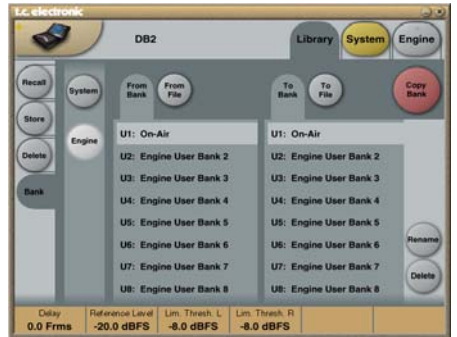 t.c. electronic
DB2
Library
System
Engine
Recall
Store
Delete
Bank
System
Engine
From Bank
From File
To Bank
To File
Copy Bank
U1: On-Air
U2: Engine User Bank 2
U3: Engine User Bank 3
U4: Engine User Bank 4
U5: Engine User Bank 5
U6: Engine User Bank 6
U7: Engine User Bank 7
U8: Engine User Bank 8
U1: On-Air
U2: Engine User Bank 2
U3: Engine User Bank 3
U4: Engine User Bank 4
U5: Engine User Bank 5
U6: Engine User Bank 6
U7: Engine User Bank 7
U8: Engine User Bank 8
Rename
Delete
Delay
0.0 Frms
Reference Level
-20.0 dBFS
Lim. Thresh. L
-8.0 dBFS
Lim. Thresh. R
-8.0 dBFS